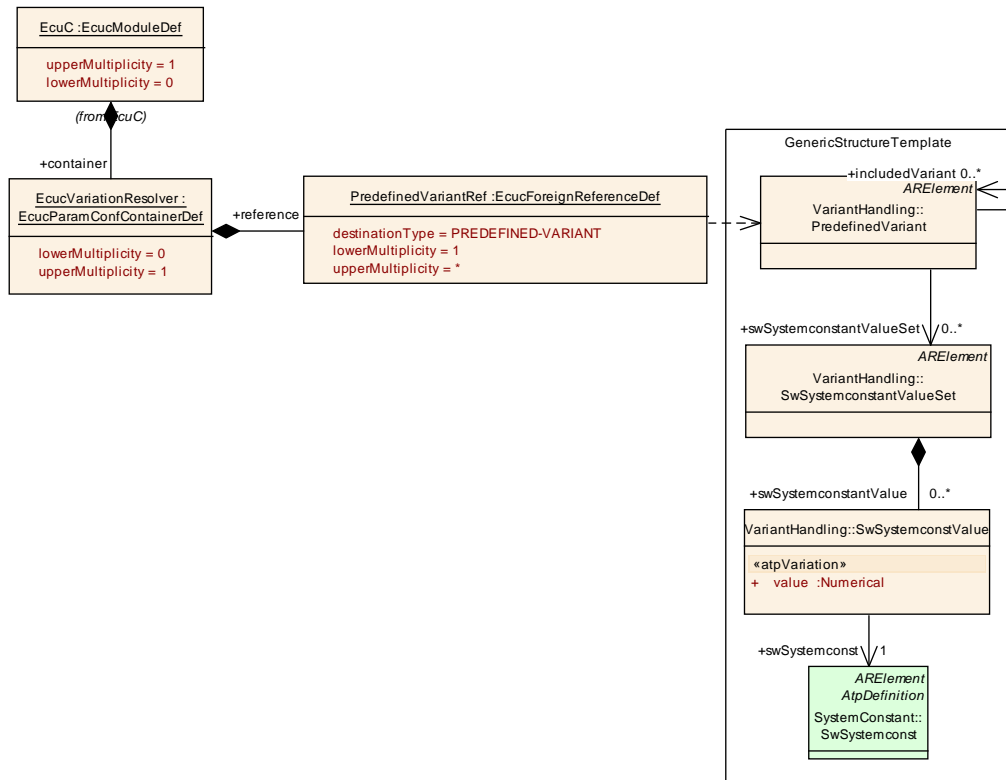 EcuC :EcucModuleDef
upperMultiplicity = 1
lowerMultiplicity = 0
(from EcuC)
+container
EcucVariationResolver :
EcucParamConfContainerDef
lowerMultiplicity = 0
upperMultiplicity = 1
+reference
PredefinedVariantRef :EcucForeignReferenceDef
destinationType = PREDEFINED-VARIANT
lowerMultiplicity = 1
upperMultiplicity = *
GenericStructureTemplate
+includedVariant 0..*
ARElement
VariantHandling::
PredefinedVariant
+swSystemconstantValueSet 0..*
ARElement
VariantHandling::
SwSystemconstantValueSet
+swSystemconstantValue 0..*
VariantHandling::SwSystemconstValue
«atpVariation»
+ value :Numerical
+swSystemconst 1
ARElement
AtpDefinition
SystemConstant::
SwSystemconst